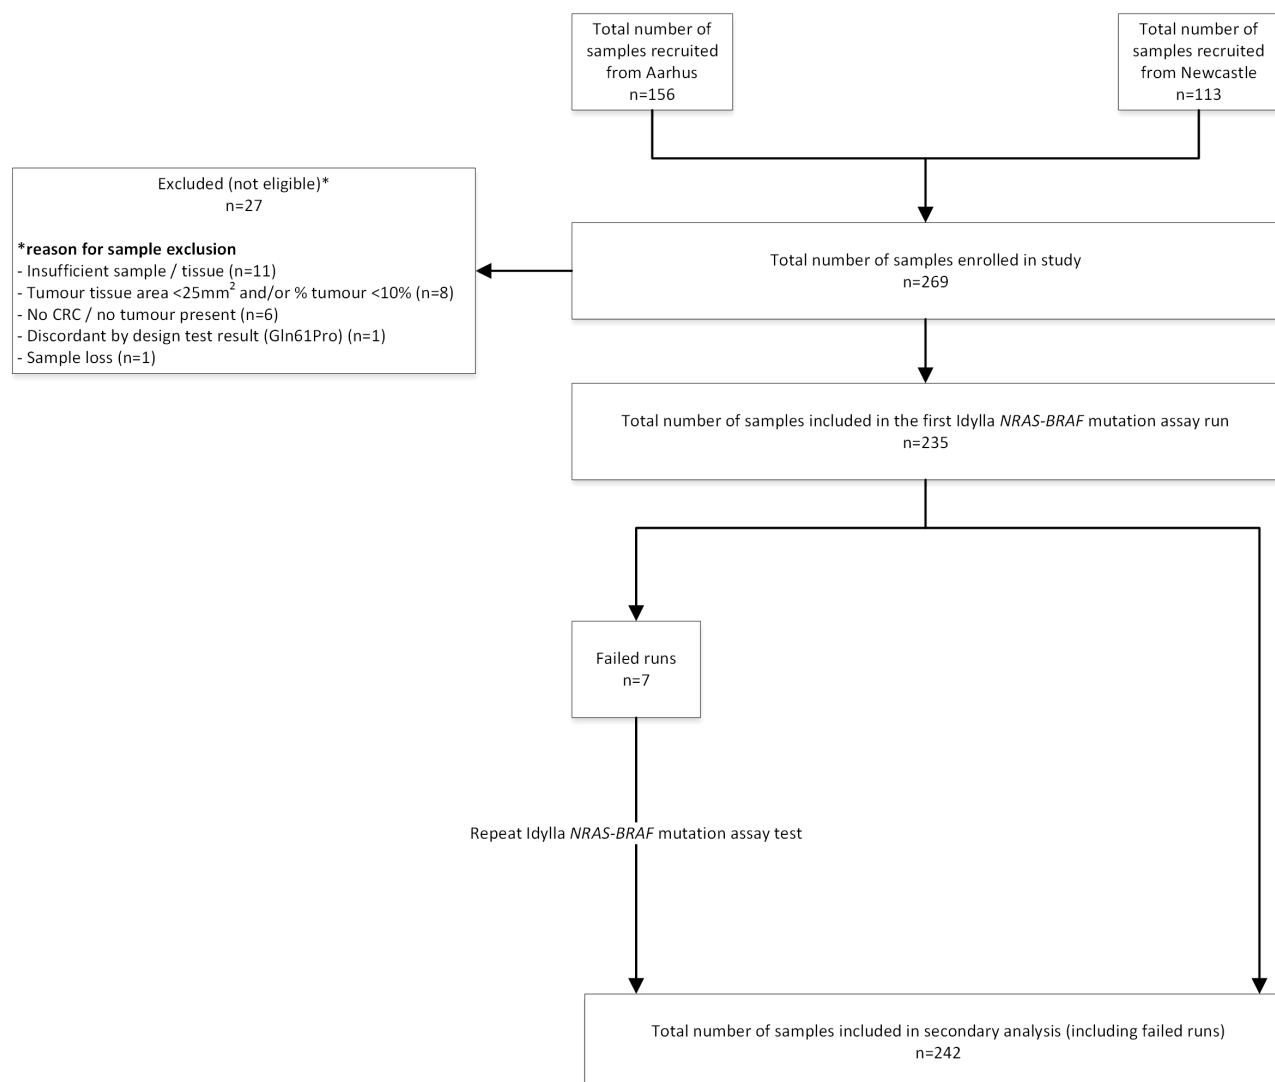 Total number of
samples recruited
from Aarhus
n=156
Total number of
samples recruited
from Newcastle
n=113
Excluded (not eligible)*
n=27
*reason for sample exclusion
- Insufficient sample / tissue (n=11)
- Tumour tissue area <25mm² and/or % tumour <10% (n=8)
- No CRC / no tumour present (n=6)
- Discordant by design test result (Gln61Pro) (n=1)
- Sample loss (n=1)
Total number of samples enrolled in study
n=269
Total number of samples included in the first Idylla NRAS-BRAF mutation assay run
n=235
Failed runs
n=7
Repeat Idylla NRAS-BRAF mutation assay test
Total number of samples included in secondary analysis (including failed runs)
n=242